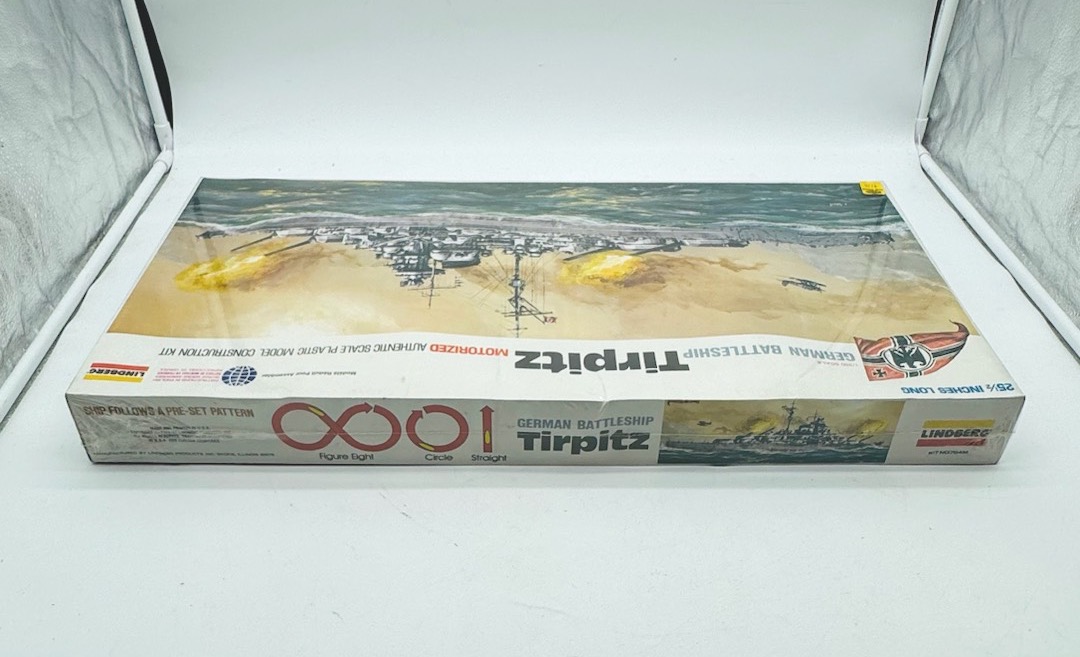 GERMAN BATTLESHIP
Tirpitz
MOTORIZED AUTHENTIC SCALE PLASTIC MODEL CONSTRUCTION KIT
LINDBERG
25½ INCHES LONG
SHIP FOLLOWS A PRE-SET PATTERN
Figure Eight
Circle
Straight
GERMAN BATTLESHIP
Tirpitz
LINDBERG